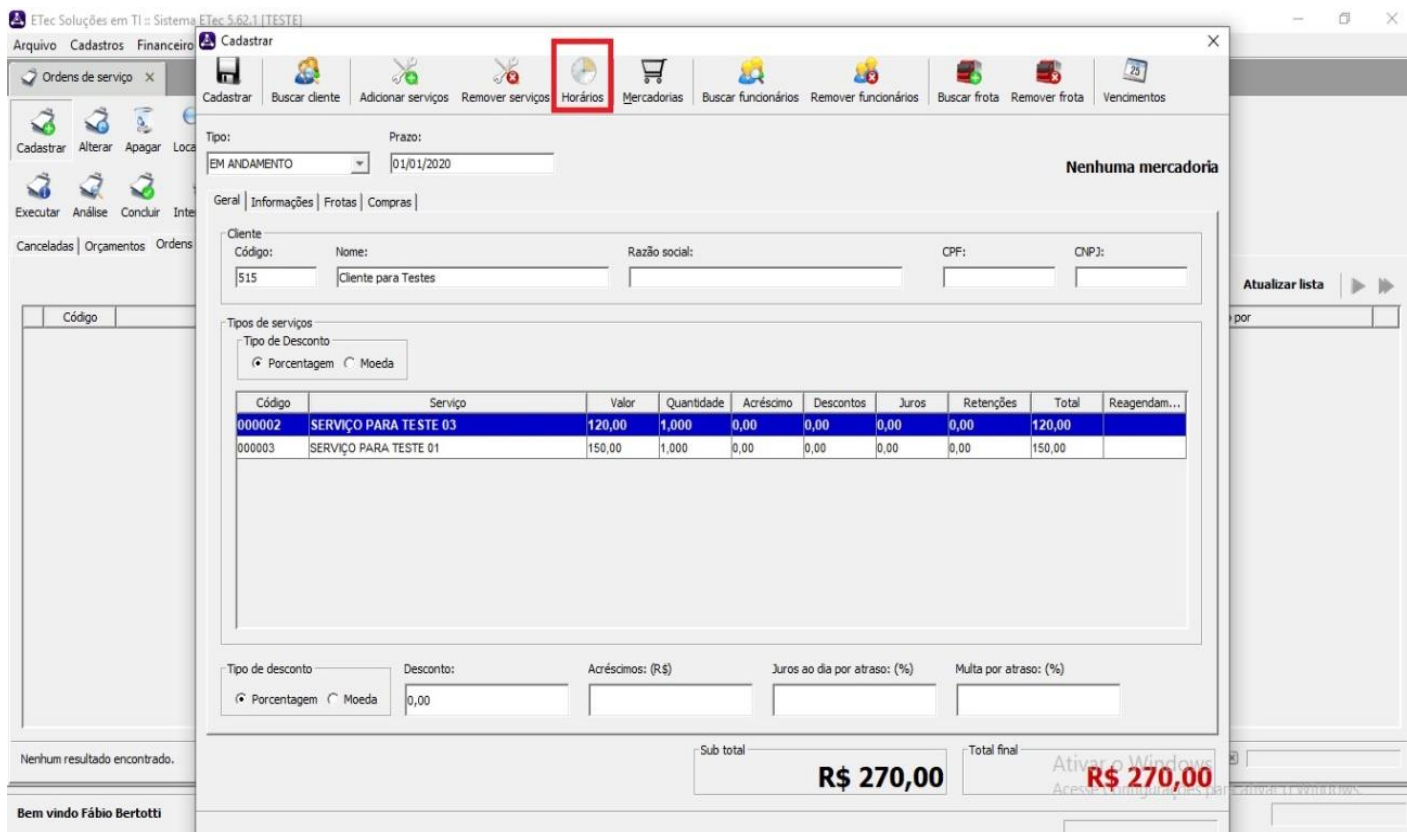 ETec Soluções em TI :: Sistema ETec 5.62.1 [TESTE]
Arquivo Cadastros Financeiro
Ordens de serviço X
Cadastrar Alterar Apagar Loca
Executar Análise Concluir Inte
Canceladas Orçamentos Ordens
Código
Nenhum resultado encontrado.
Bem vindo Fábio Bertotti
Cadastrar
Cadastrar Buscar cliente Adicionar serviços Remover serviços Horários Mercadorias Buscar funcionários Remover funcionários Buscar frota Remover frota Vencimentos
Tipo: Prazo:
EM ANDAMENTO 01/01/2020
Nenhuma mercadoria
Geral Informações Frotas Compras
Cliente
Código: Nome: Razão social: CPF: CNPJ:
515 Cliente para Testes
Tipos de serviços
Tipo de Desconto
Porcentagem Moeda
Código Serviço Valor Quantidade Acréscimo Descontos Juros Retenções Total Reagendam...
000002 SERVIÇO PARA TESTE 03 120,00 1,000 0,00 0,00 0,00 0,00 120,00
000003 SERVIÇO PARA TESTE 01 150,00 1,000 0,00 0,00 0,00 0,00 150,00
Tipo de desconto Desconto: Acréscimos: (R$) Juros ao dia por atraso: (%) Multa por atraso: (%)
Porcentagem Moeda 0,00
Sub total Total final
R$ 270,00 R$ 270,00
Atualizar lista
por
Ativar o Windows